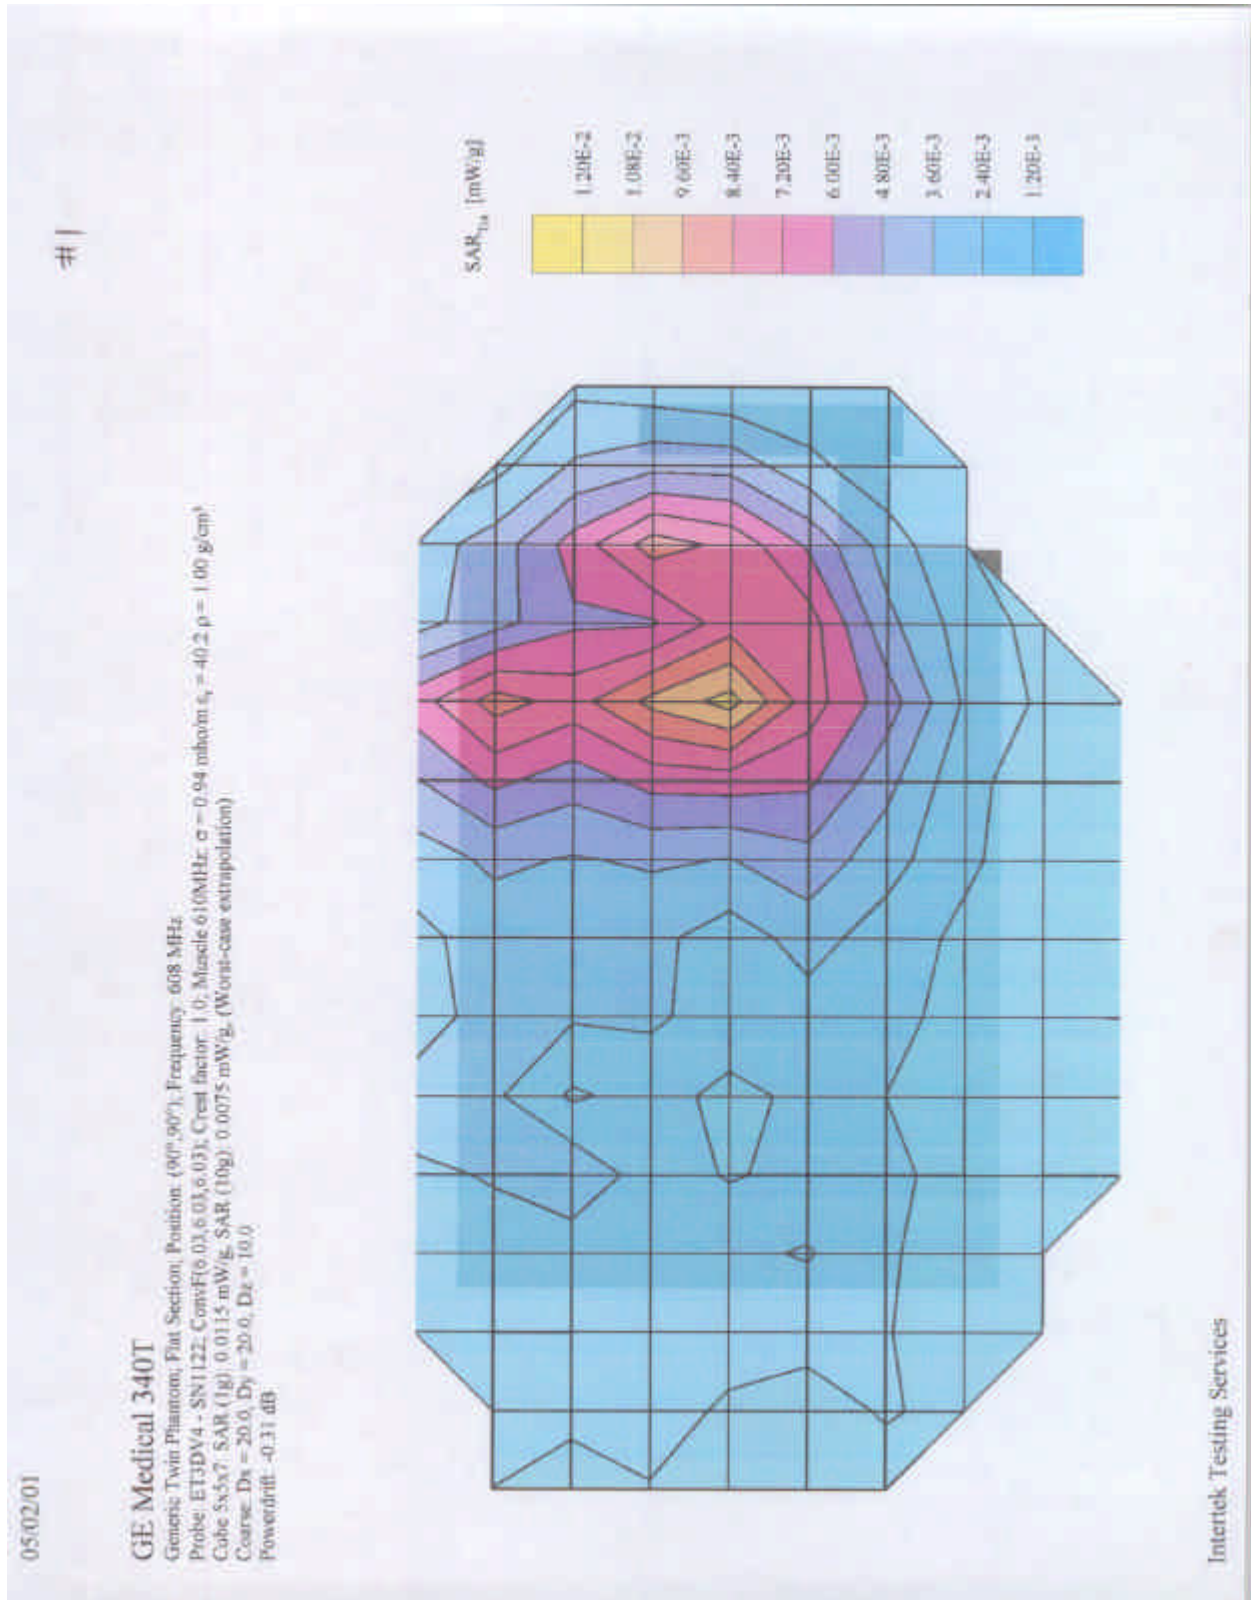 05/02/01
#1
GE Medical 340T
Generic Twin Phantom; Flat Section; Position: (90°,90°); Frequency: 608 MHz
Probe: ET3DV4 - SN1122; ConvF(6.03,6.03,6.03); Crest factor: 1.0; Muscle 610MHz: σ = 0.94 mho/m εr = 40.2 ρ = 1.00 g/cm³
Cube 5x5x7: SAR (1g): 0.0115 mW/g, SAR (10g): 0.0075 mW/g, (Worst-case extrapolation)
Coarse: Dx = 20.0, Dy = 20.0, Dz = 10.0
Powerdrift: -0.31 dB
SAR [mW/g]
1.20E-2
1.08E-2
9.60E-3
8.40E-3
7.20E-3
6.00E-3
4.80E-3
3.60E-3
2.40E-3
1.20E-3
Intertek Testing Services